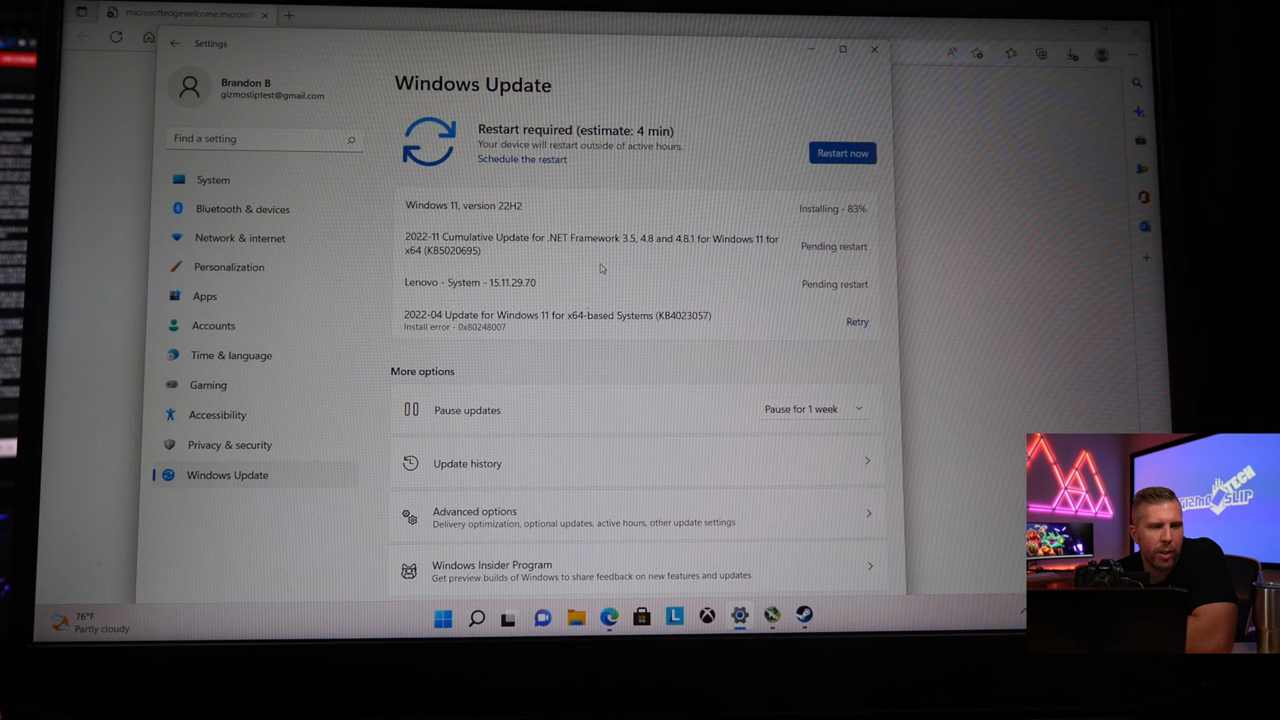 microsoftedgewelcome.microsof
Settings
Brandon B
gizmosliptest@gmail.com
Find a setting
System
Bluetooth & devices
Network & internet
Personalization
Apps
Accounts
Time & language
Gaming
Accessibility
Privacy & security
Windows Update
Windows Update
Restart required (estimate: 4 min)
Your device will restart outside of active hours.
Schedule the restart
Restart now
Windows 11, version 22H2
Installing - 83%
2022-11 Cumulative Update for .NET Framework 3.5, 4.8 and 4.8.1 for Windows 11 for
x64 (KB5020695)
Pending restart
Lenovo - System - 15.11.29.70
Pending restart
2022-04 Update for Windows 11 for x64-based Systems (KB4023057)
Install error - 0x80248007
Retry
More options
Pause updates
Pause for 1 week
Update history
Advanced options
Delivery optimization, optional updates, active hours, other update settings
Windows Insider Program
Get preview builds of Windows to share feedback on new features and updates
76°F
Partly cloudy
L
GIZMO SLIP
TECH